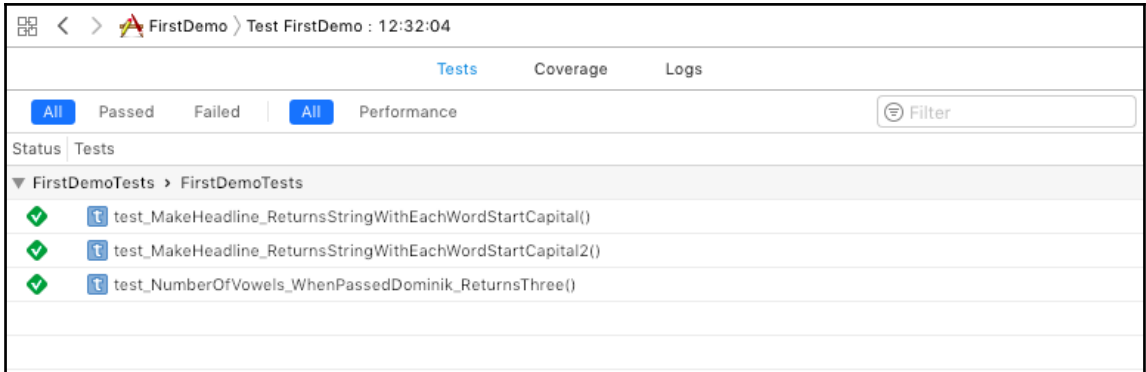 FirstDemo 〉 Test FirstDemo : 12:32:04
Tests Coverage Logs
All Passed Failed All Performance Filter
Status Tests
FirstDemoTests › FirstDemoTests
t test_MakeHeadline_ReturnsStringWithEachWordStartCapital()
t test_MakeHeadline_ReturnsStringWithEachWordStartCapital2()
t test_NumberOfVowels_WhenPassedDominik_ReturnsThree()